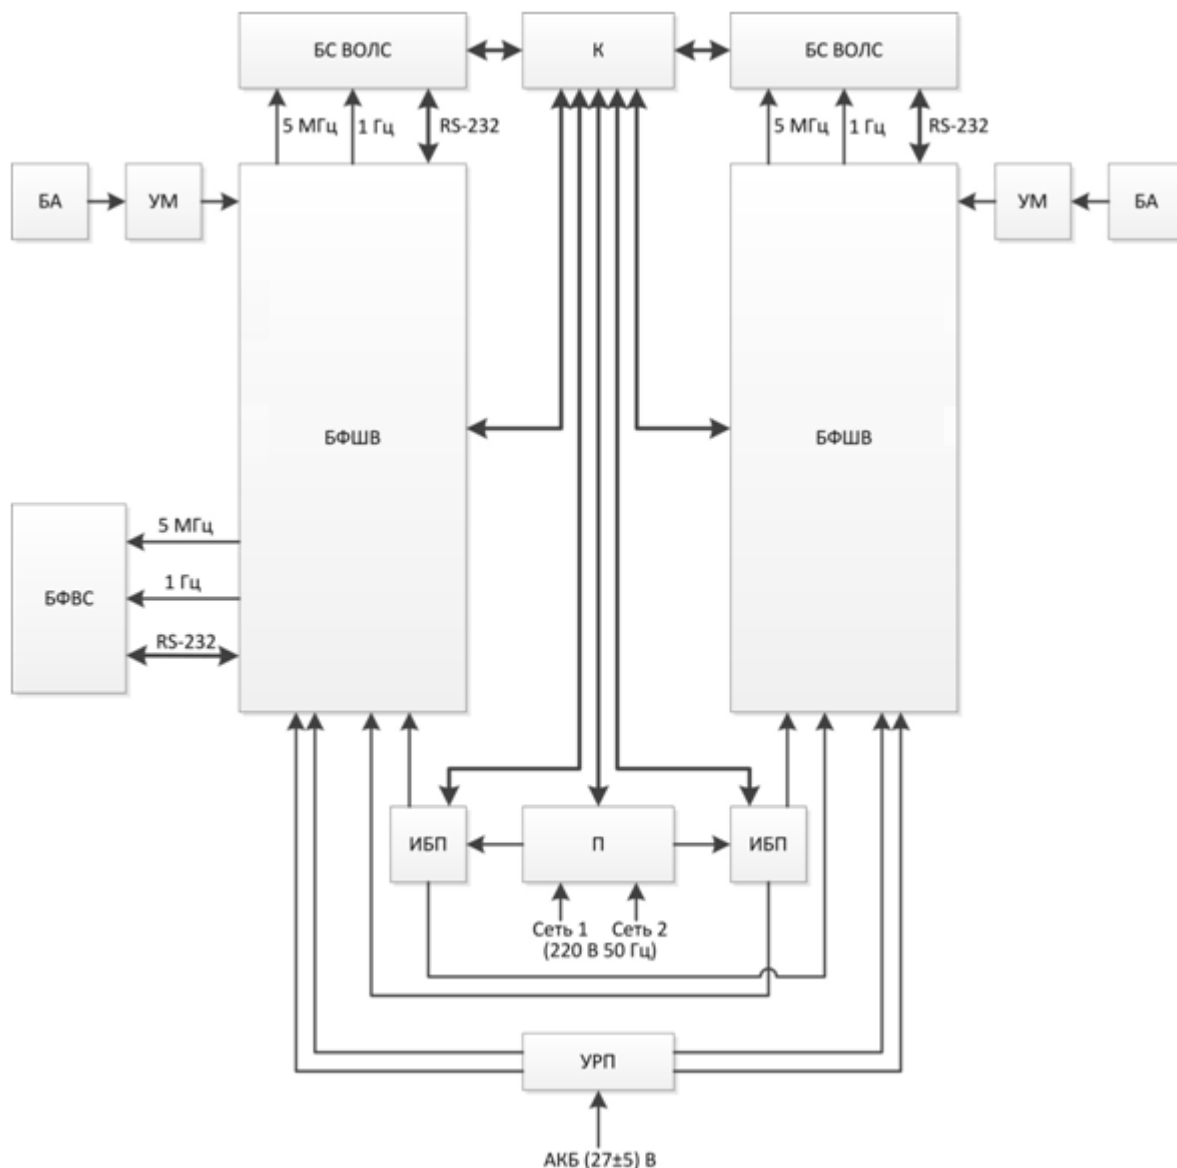 БС ВОЛС
К
БС ВОЛС
5 МГц
1 Гц
RS-232
5 МГц
1 Гц
RS-232
БА
УМ
УМ
БА
БФШВ
БФШВ
5 МГц
1 Гц
БФВС
RS-232
ИБП
П
ИБП
Сеть 1
Сеть 2
(220 В 50 Гц)
УРП
АКБ (27±5) В